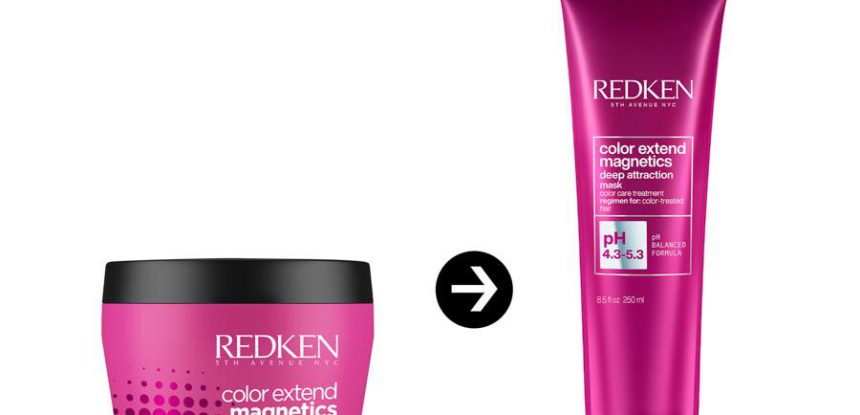 REDKEN
5TH AVENUE NYC
color extend
magnetics
REDKEN
5TH AVENUE NYC
color extend
magnetics
deep attraction
mask
color care treatment
regimen for: color-treated
hair
pH
4.3-5.3
pH
BALANCED
FORMULA
8.5 fl oz 250 ml